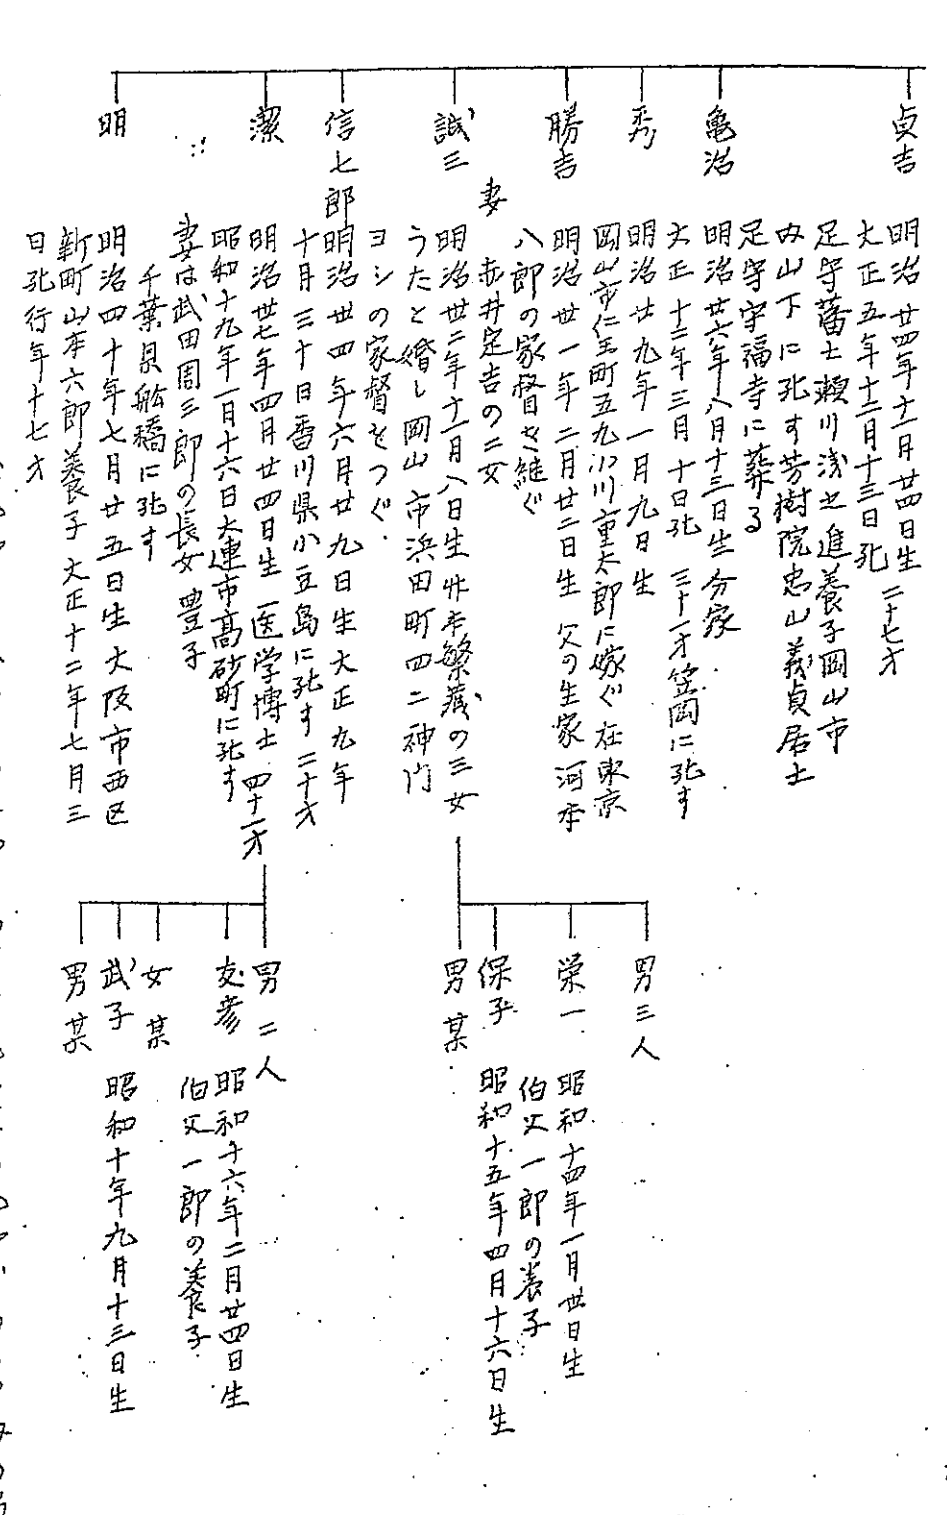 貞吉
明治廿四年十一月廿四日生
大正五年十二月十三日死 二十七才
足守藩士瀬川浅之進養子岡山市
内山下に死す芳樹院忠山義貞居士
足守守福寺に葬る
亀治
明治廿六年八月十三日生 分家
大正十二年三月十日死 三十一才笠岡に死す
秀
明治廿九年一月九日生
岡山市仁王町五九小川重太郎に嫁ぐ 在東京
勝吉
明治廿一年二月廿二日生 父の生家河本
八郎の家督を継ぐ
妻 赤井定吉の二女
誠三
明治卅二年十一月八日生 繁蔵の三女
うたと婚し岡山市浜田町四二神門
ヨシの家督をつぐ
信七郎
明治卅四年六月廿九日生大正九年
十月三十日香川県小豆島に死す二十才
潔
明治卅七年四月廿四日生 医学博士 四十一才
昭和十九年一月十六日大連市高砂町に死す
妻は武田周三郎の長女 豊子
千葉県船橋に死す
明
明治四十年七月廿五日生大阪市西区
新町山本六郎養子 大正十二年七月三
日死行年十七才
男三人
栄一 昭和十四年一月卅日生
伯父一郎の養子
保子 昭和十五年四月十六日生
男 某
男 二人
友彦 昭和十六年二月廿四日生
伯父一郎の養子
女 某
武子 昭和十年九月十三日生
男 某